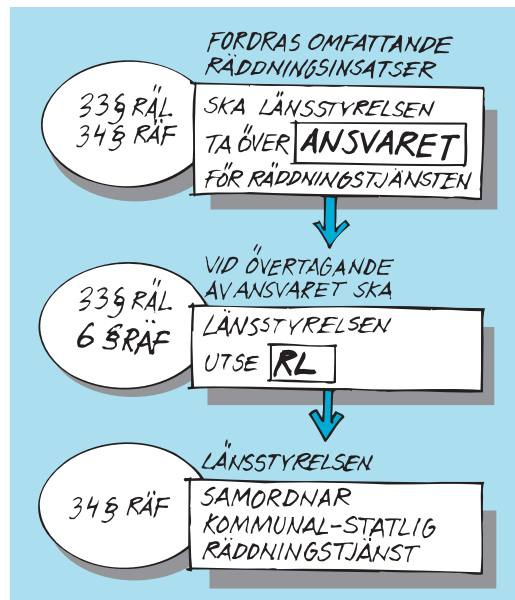 FORDRAS OMFATTANDE
RÄDDNINGSINSATSER
33§ RÄL
34§ RÄF
SKA LÄNSSTYRELSEN
TA ÖVER ANSVARET
FÖR RÄDDNINGSTJÄNSTEN
VID ÖVERTAGANDE
AV ANSVARET SKA
33§ RÄL
6 §RÄF
LÄNSSTYRELSEN
UTSE RL
LÄNSSTYRELSEN
34§ RÄF
SAMORDNAR
KOMMUNAL-STATLIG
RÄDDNINGSTJÄNST